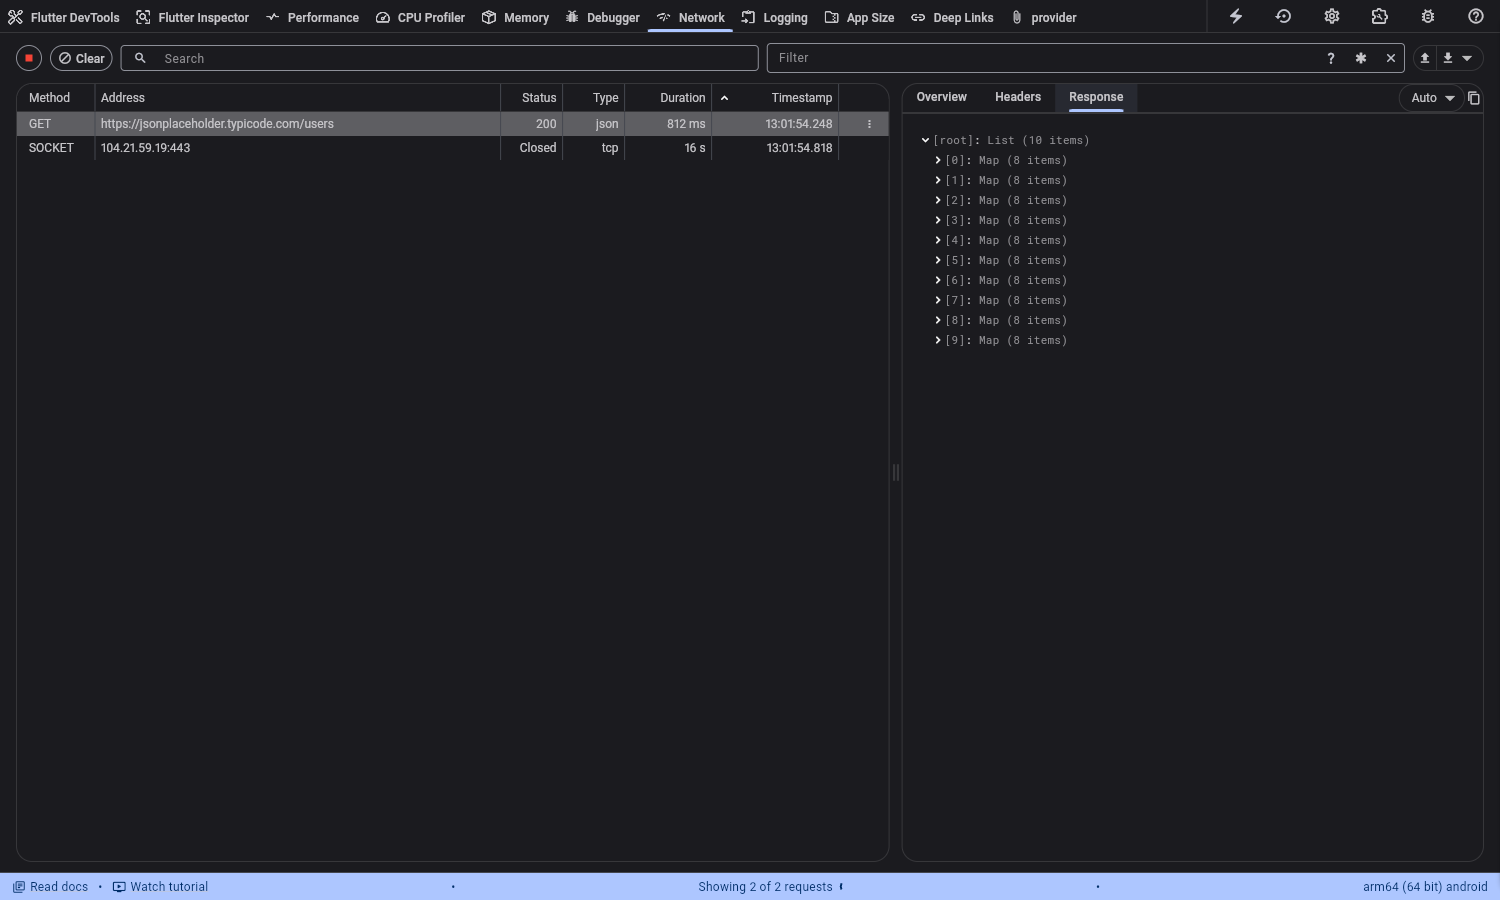 Flutter DevTools Flutter Inspector Performance CPU Profiler Memory Debugger Network Logging App Size Deep Links provider
Clear Search Filter ? ✱ ✕
Method Address Status Type Duration Timestamp
GET https://jsonplaceholder.typicode.com/users 200 json 812 ms 13:01:54.248
SOCKET 104.21.59.19:443 Closed tcp 16 s 13:01:54.818
Overview Headers Response Auto
[root]: List (10 items)
[0]: Map (8 items)
[1]: Map (8 items)
[2]: Map (8 items)
[3]: Map (8 items)
[4]: Map (8 items)
[5]: Map (8 items)
[6]: Map (8 items)
[7]: Map (8 items)
[8]: Map (8 items)
[9]: Map (8 items)
Read docs • Watch tutorial • Showing 2 of 2 requests • arm64 (64 bit) android